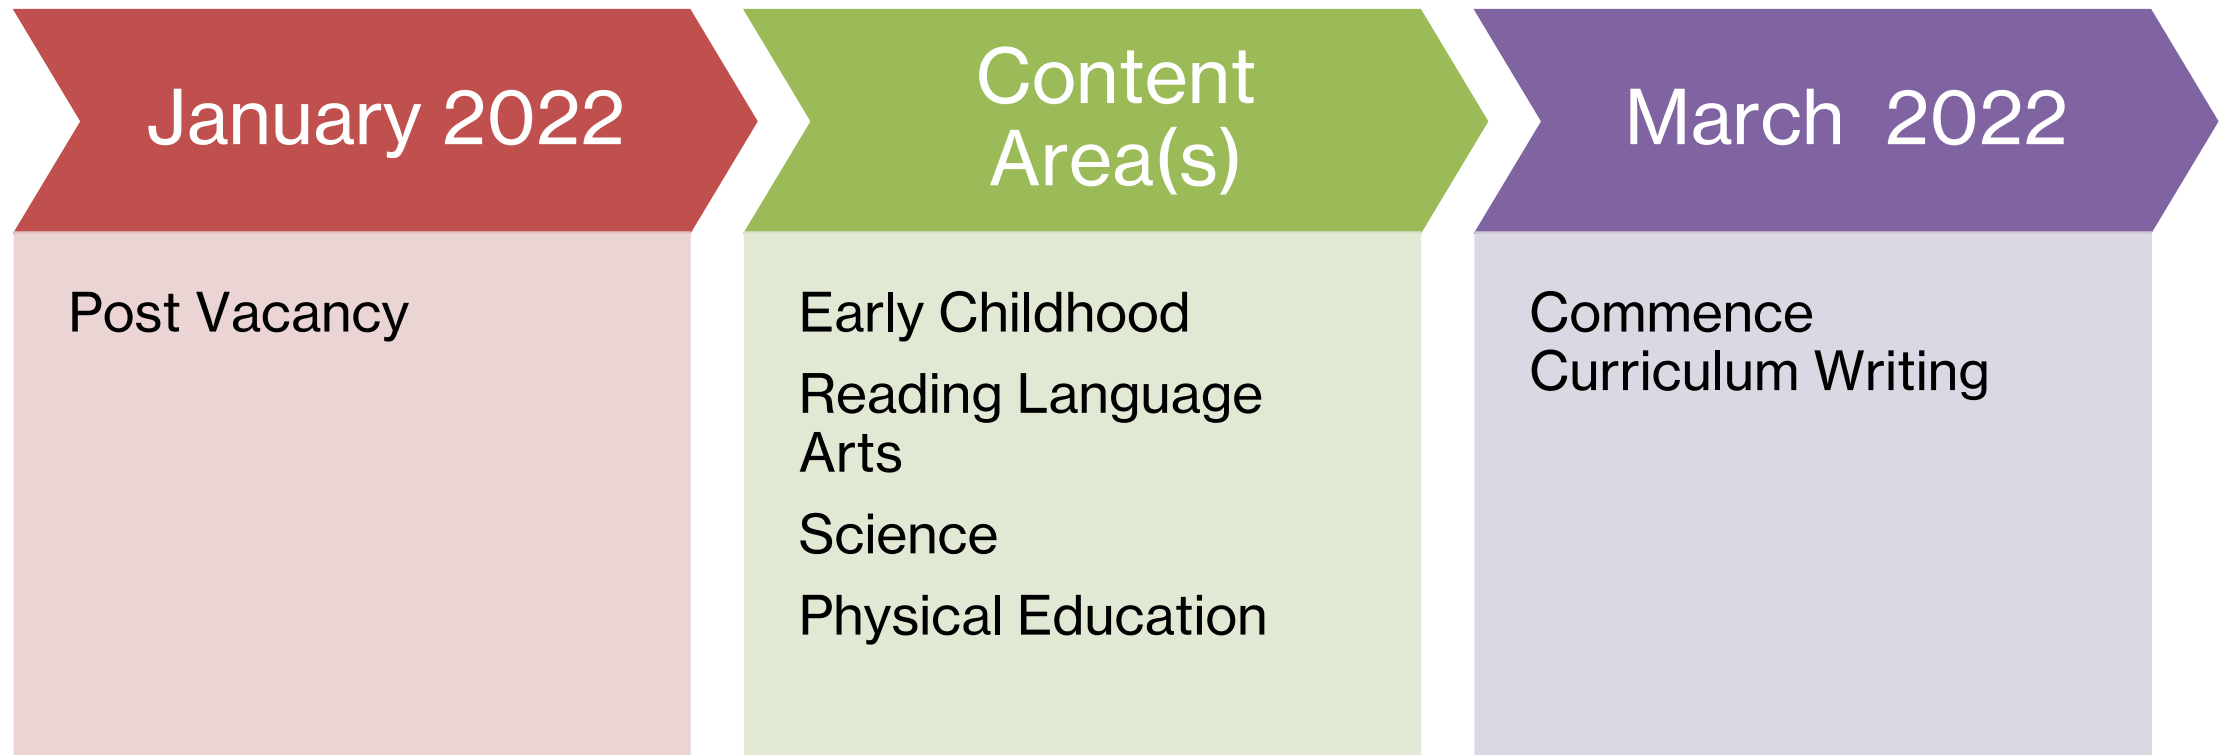 January 2022
Post Vacancy
Content
Area(s)
Early Childhood
Reading Language
Arts
Science
Physical Education
March  2022
Commence
Curriculum Writing